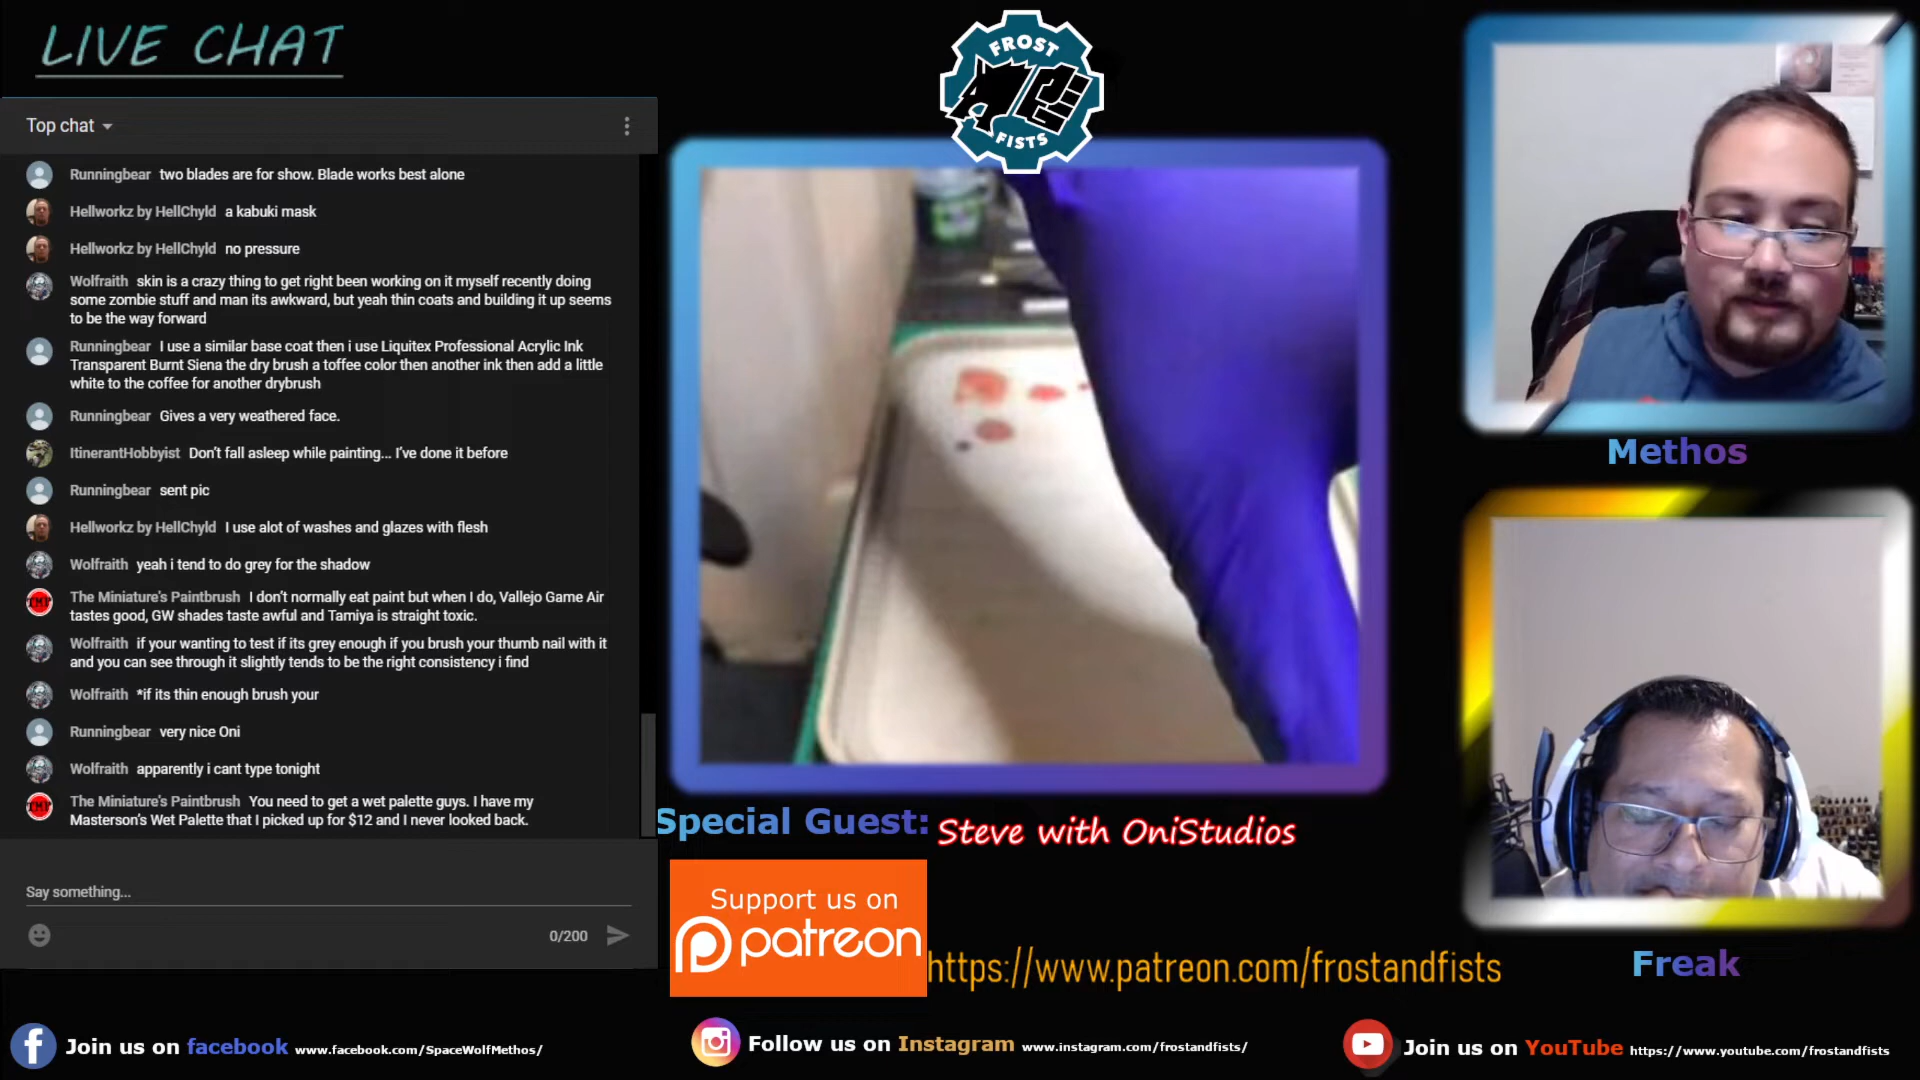 LIVE CHAT
Top chat
Runningbear two blades are for show. Blade works best alone
Hellworkz by HellChyld a kabuki mask
Hellworkz by HellChyld no pressure
Wolfraith skin is a crazy thing to get right been working on it myself recently doing
some zombie stuff and man its awkward, but yeah thin coats and building it up seems
to be the way forward
Runningbear I use a similar base coat then i use Liquitex Professional Acrylic Ink
Transparent Burnt Siena the dry brush a toffee color then another ink then add a little
white to the coffee for another drybrush
Runningbear Gives a very weathered face.
ItinerantHobbyist Don't fall asleep while painting... I've done it before
Runningbear sent pic
Hellworkz by HellChyld I use alot of washes and glazes with flesh
Wolfraith yeah i tend to do grey for the shadow
TMP The Miniature's Paintbrush I don't normally eat paint but when I do, Vallejo Game Air
tastes good, GW shades taste awful and Tamiya is straight toxic.
Wolfraith if your wanting to test if its grey enough if you brush your thumb nail with it
and you can see through it slightly tends to be the right consistency i find
Wolfraith *if its thin enough brush your
Runningbear very nice Oni
Wolfraith apparently i cant type tonight
TMP The Miniature's Paintbrush You need to get a wet palette guys. I have my
Masterson's Wet Palette that I picked up for $12 and I never looked back.
Say something...
0/200
FROST
FISTS
Methos
Special Guest: Steve with OniStudios
Support us on
patreon
https://www.patreon.com/frostandfists
Freak
Join us on facebook www.facebook.com/SpaceWolfMethos/
Follow us on Instagram www.instagram.com/frostandfists/
Join us on YouTube https://www.youtube.com/frostandfists